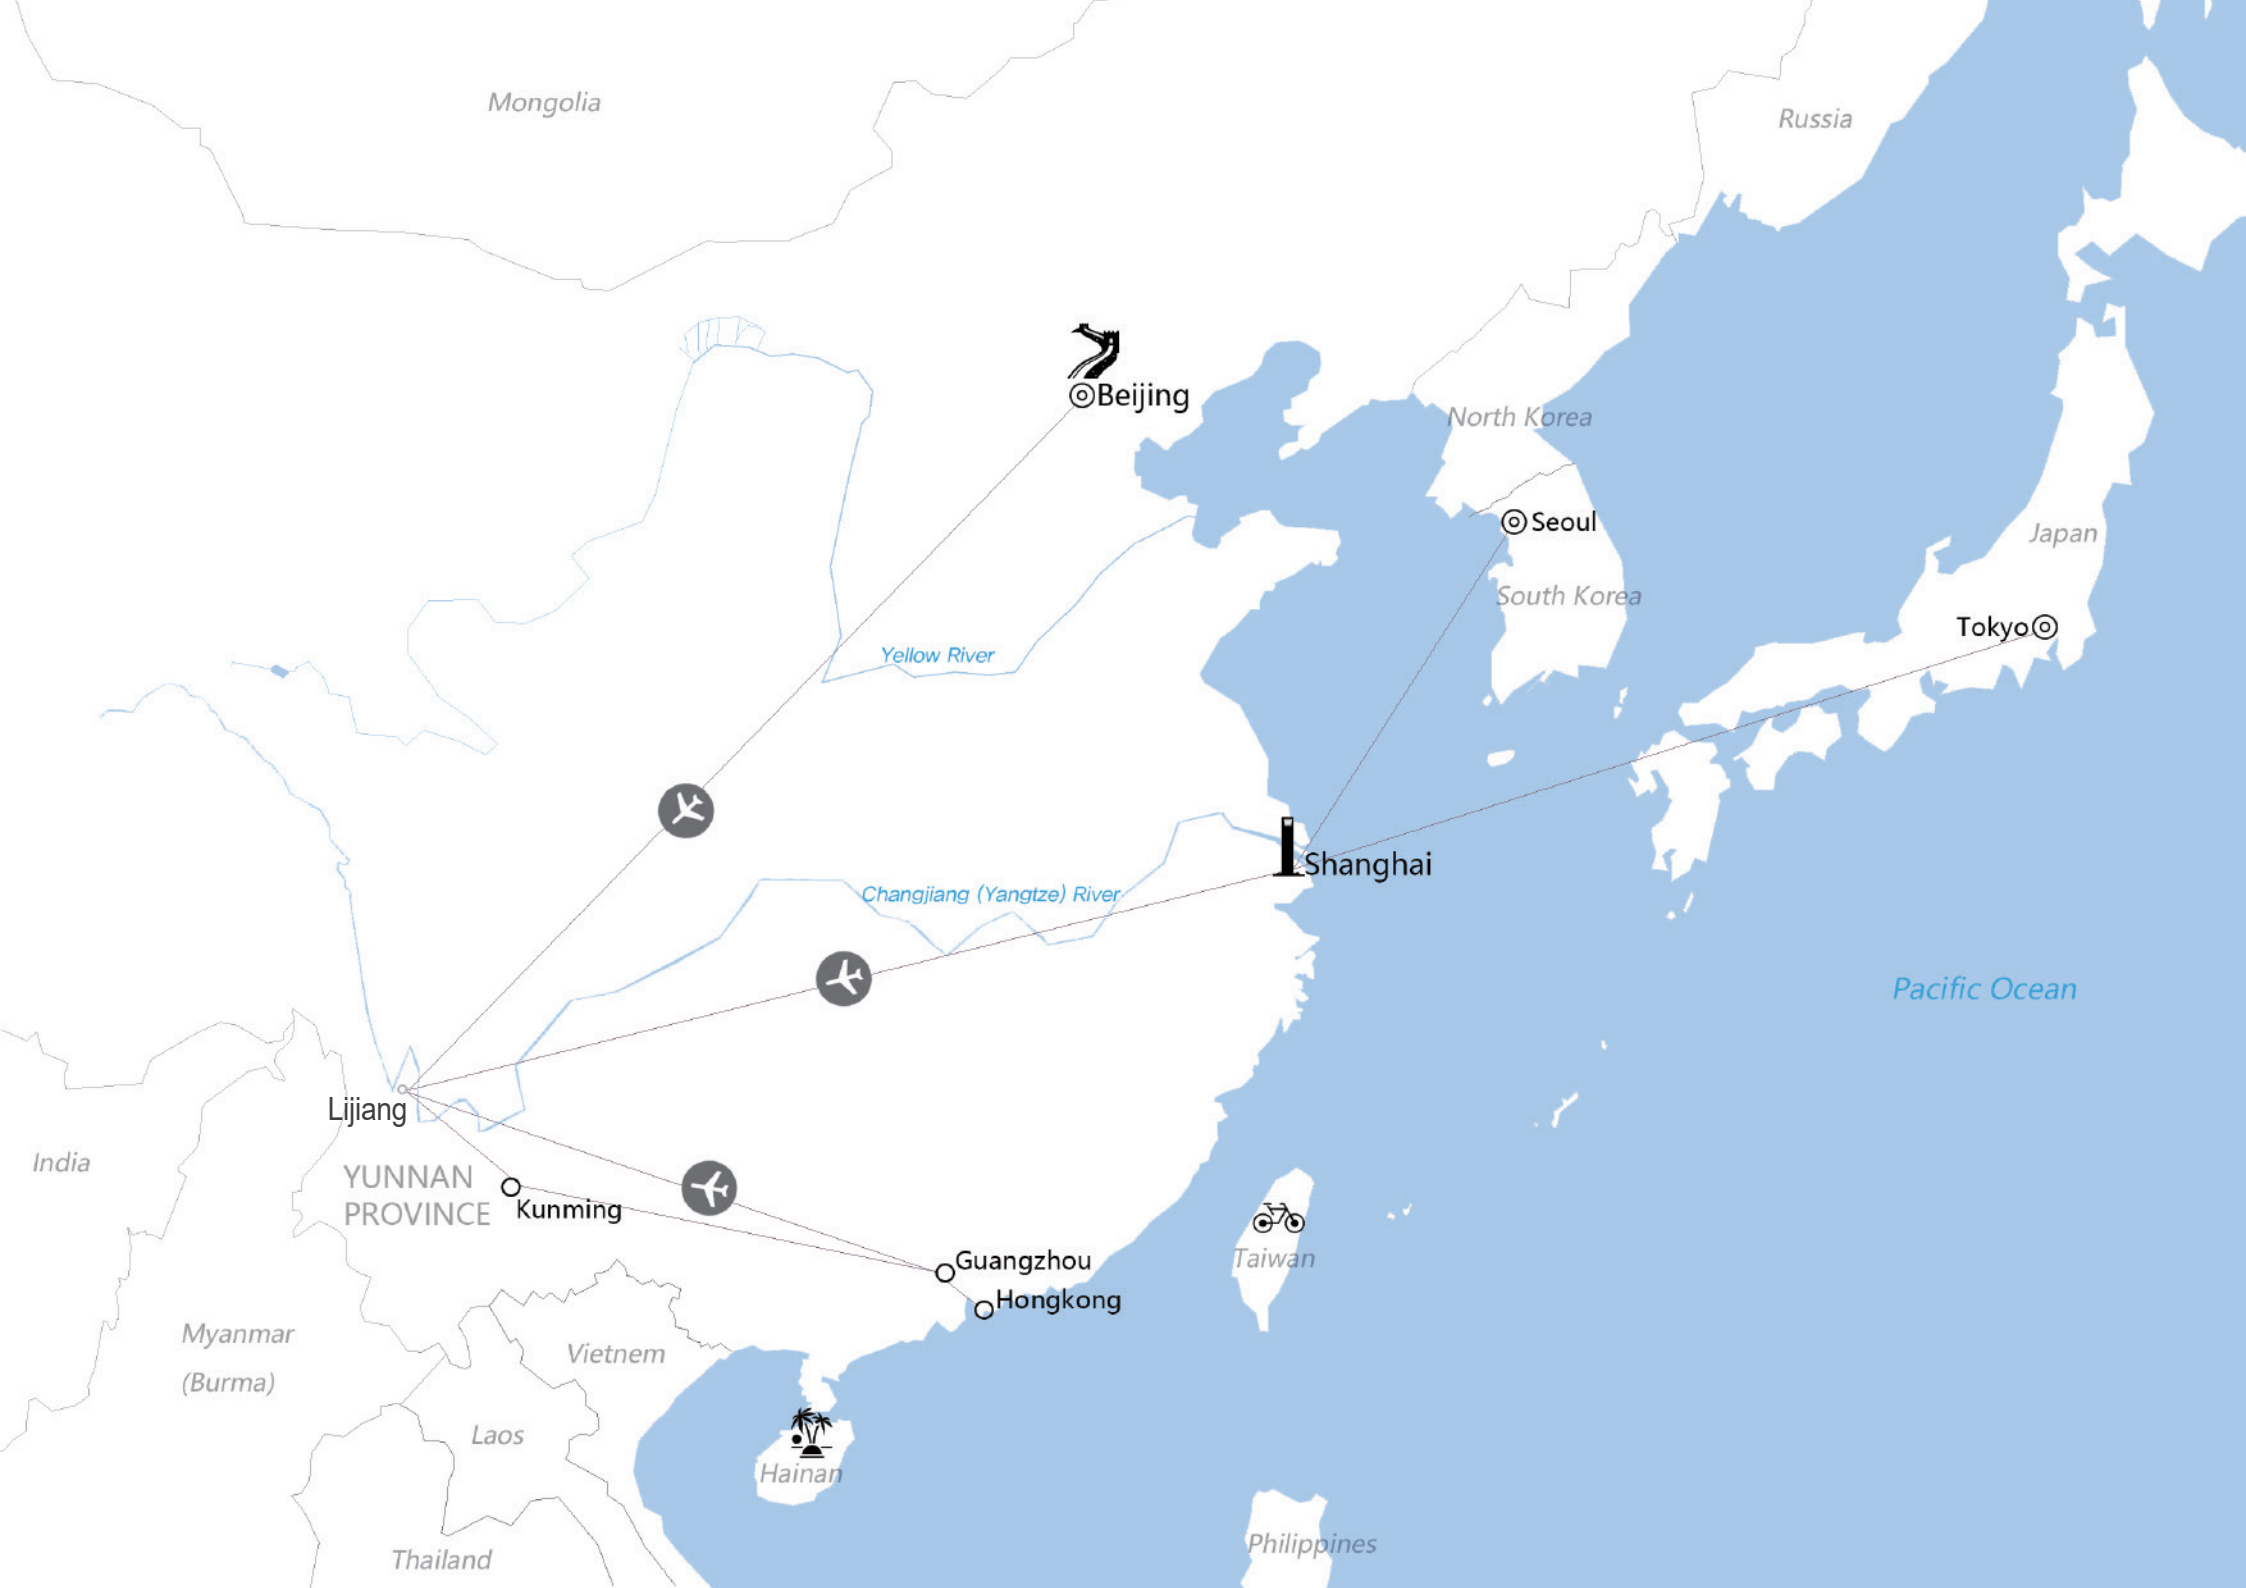 Mongolia
Russia
Beijing
North Korea
Seoul
Japan
South Korea
Tokyo
Yellow River
Shanghai
Changjiang (Yangtze) River
Pacific Ocean
Lijiang
India
YUNNAN
PROVINCE
Kunming
Guangzhou
Taiwan
Hongkong
Myanmar
(Burma)
Vietnem
Laos
Hainan
Philippines
Thailand